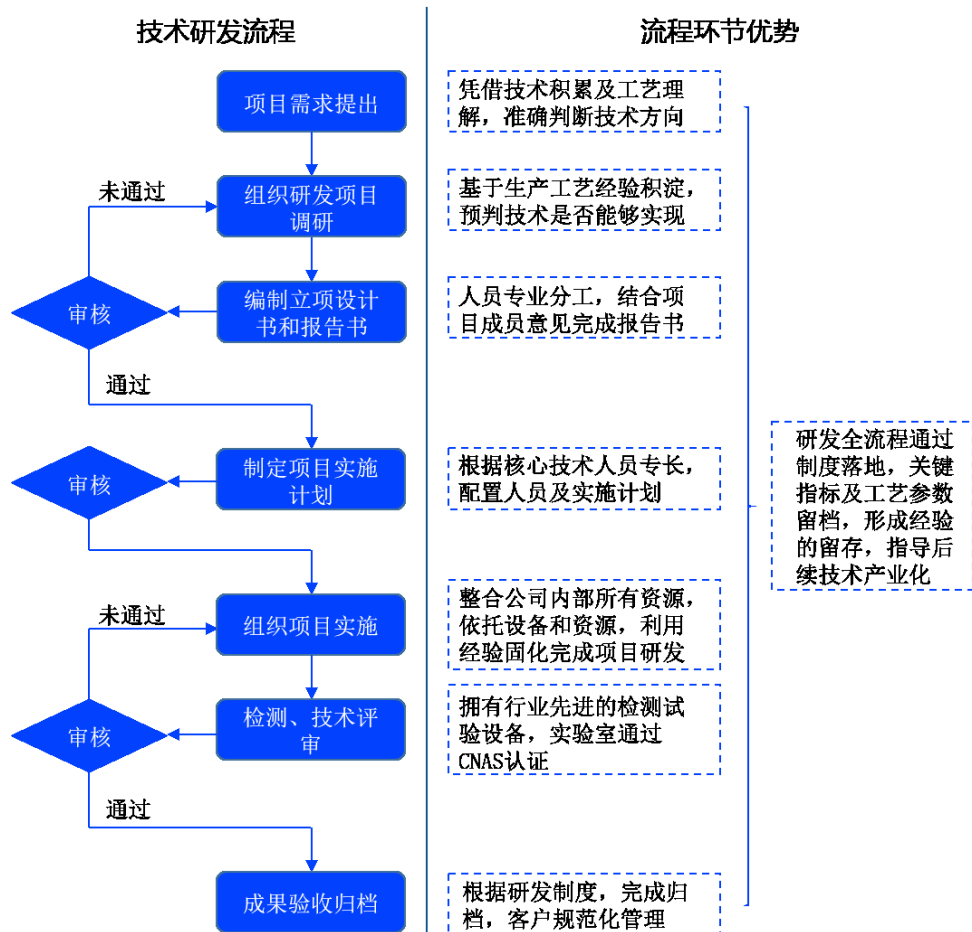 技术研发流程
流程环节优势
项目需求提出
凭借技术积累及工艺理
解，准确判断技术方向
未通过
组织研发项目
调研
基于生产工艺经验积淀，
预判技术是否能够实现
审核
编制立项设计
书和报告书
人员专业分工，结合项
目成员意见完成报告书
通过
审核
制定项目实施
计划
根据核心技术人员专长，
配置人员及实施计划
研发全流程通过
制度落地，关键
指标及工艺参数
留档，形成经验
的留存，指导后
续技术产业化
未通过
组织项目实施
整合公司内部所有资源，
依托设备和资源，利用
经验固化完成项目研发
审核
检测、技术评
审
拥有行业先进的检测试
验设备，实验室通过
CNAS认证
通过
成果验收归档
根据研发制度，完成归
档，客户规范化管理